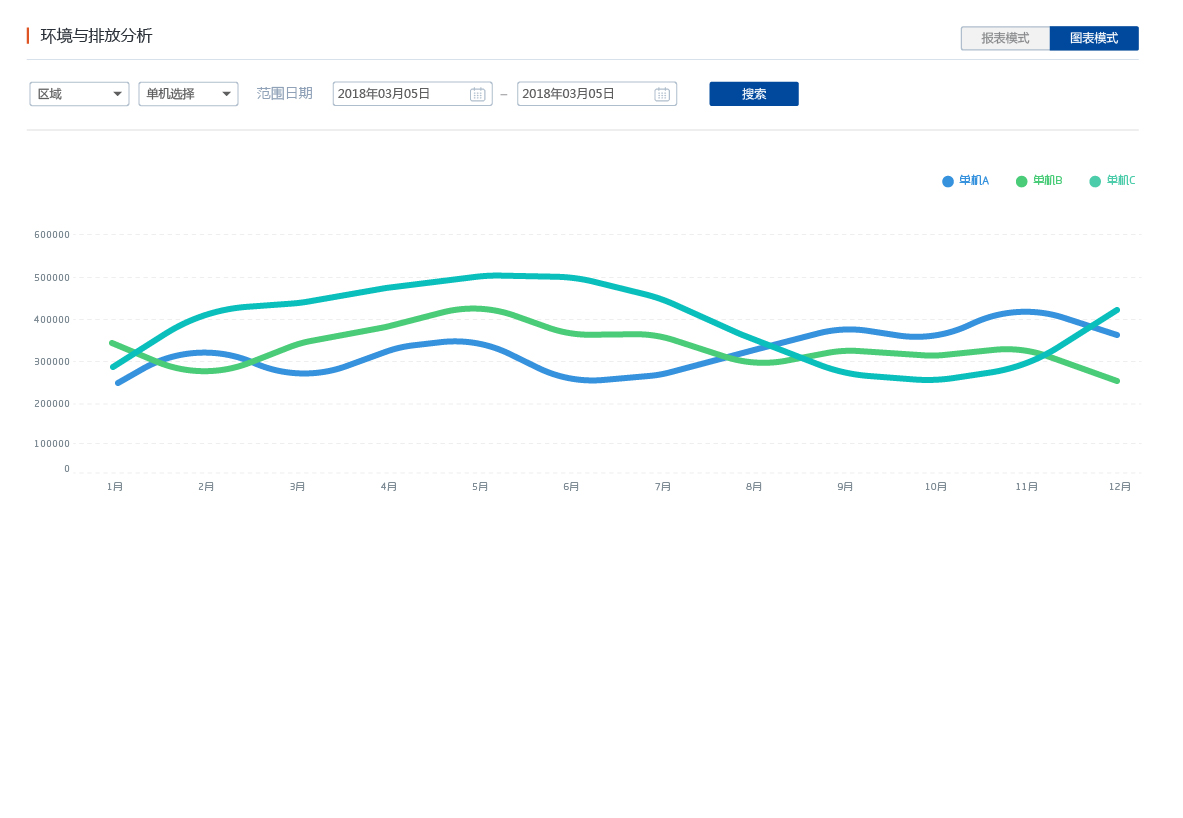 环境与排放分析
报表模式 图表模式
区域 单机选择 范围日期 2018年03月05日 – 2018年03月05日 搜索
单机A 单机B 单机C
600000
500000
400000
300000
200000
100000
0
1月 2月 3月 4月 5月 6月 7月 8月 9月 10月 11月 12月